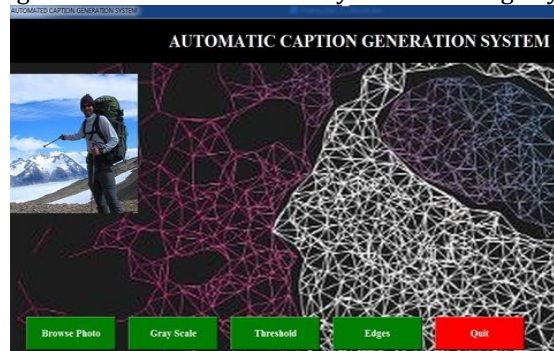 AUTOMATED CAPTION GENERATION SYSTEM
AUTOMATIC CAPTION GENERATION SYSTEM
Browse Photo
Gray Scale
Threshold
Edges
Quit